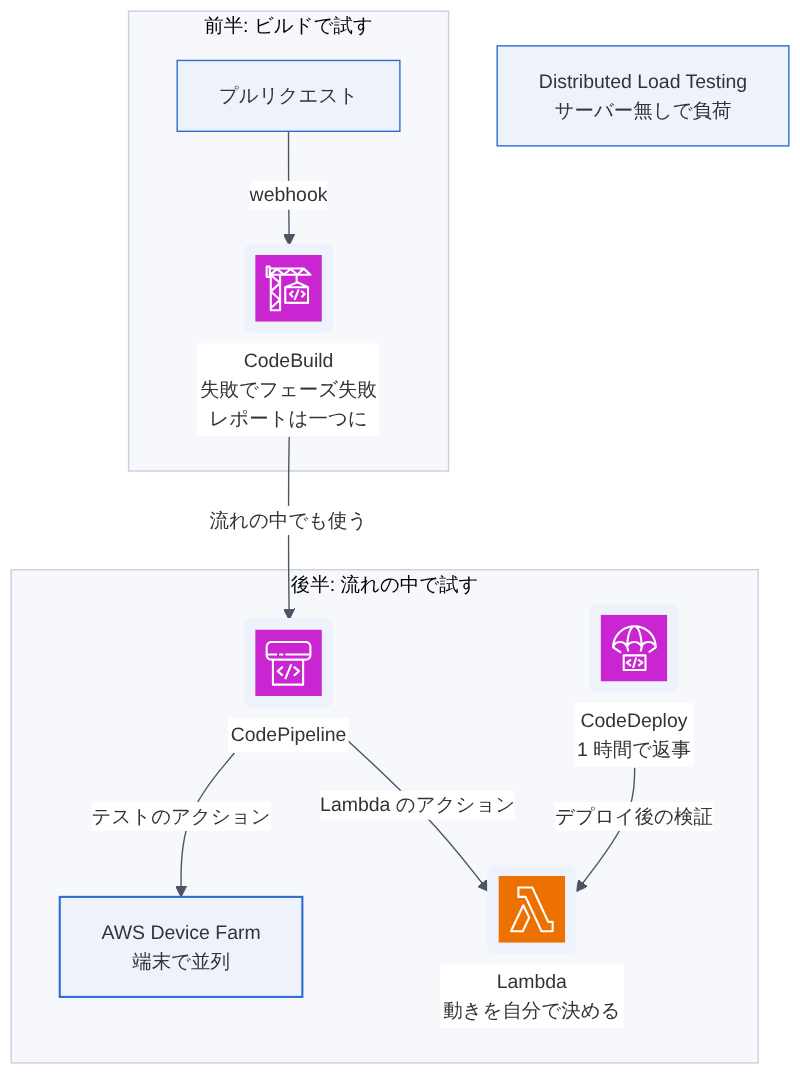 前半: ビルドで試す
プルリクエスト
Distributed Load Testing
サーバー無しで負荷
webhook
CodeBuild
失敗でフェーズ失敗
レポートは一つに
流れの中でも使う
後半: 流れの中で試す
CodePipeline
CodeDeploy
1 時間で返事
テストのアクション
Lambda のアクション
デプロイ後の検証
AWS Device Farm
端末で並列
Lambda
動きを自分で決める